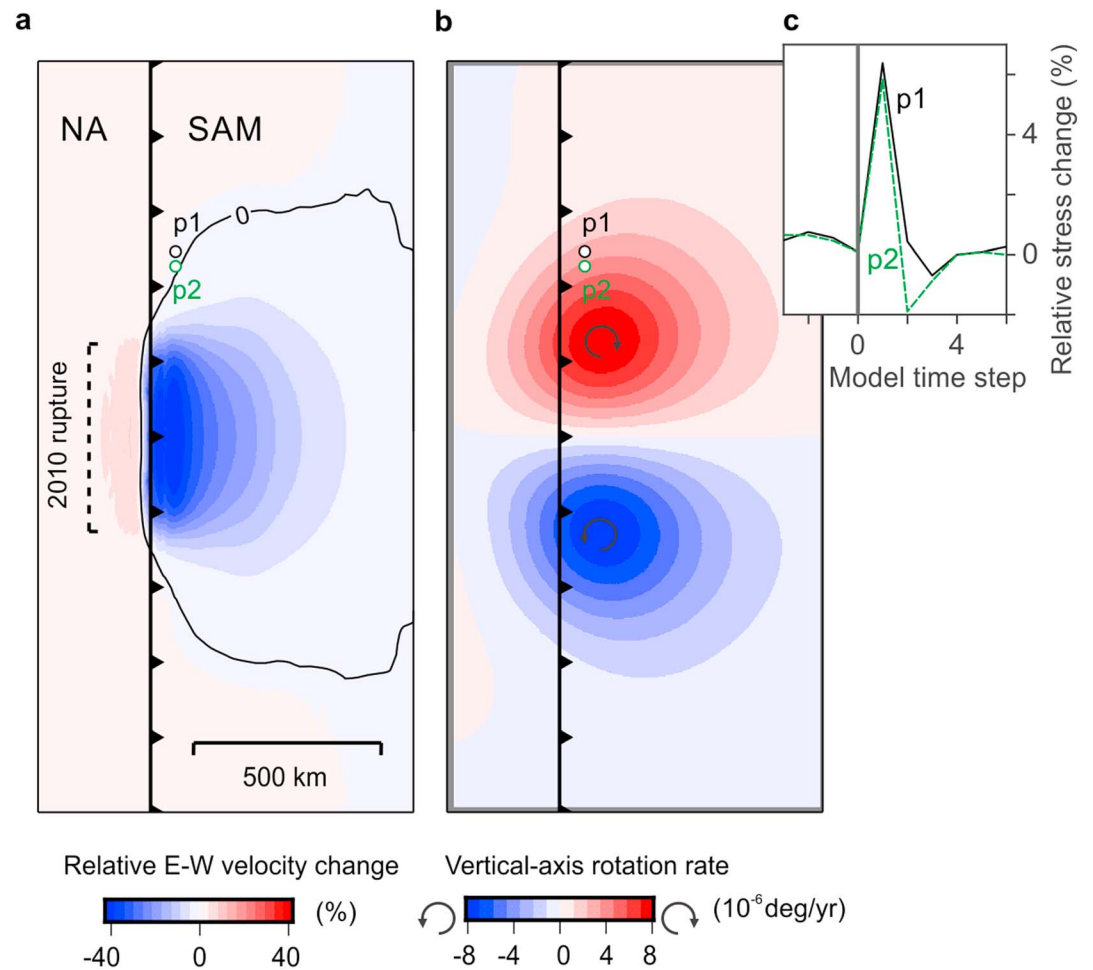 a
b
c
NA
SAM
0
p1
p2
2010 rupture
500 km
p1
p2
p1
p2
4
0
Relative stress change (%)
0
4
Model time step
Relative E-W velocity change
(%)
-40
0
40
Vertical-axis rotation rate
(10-6 deg/yr)
-8
-4
0
4
8